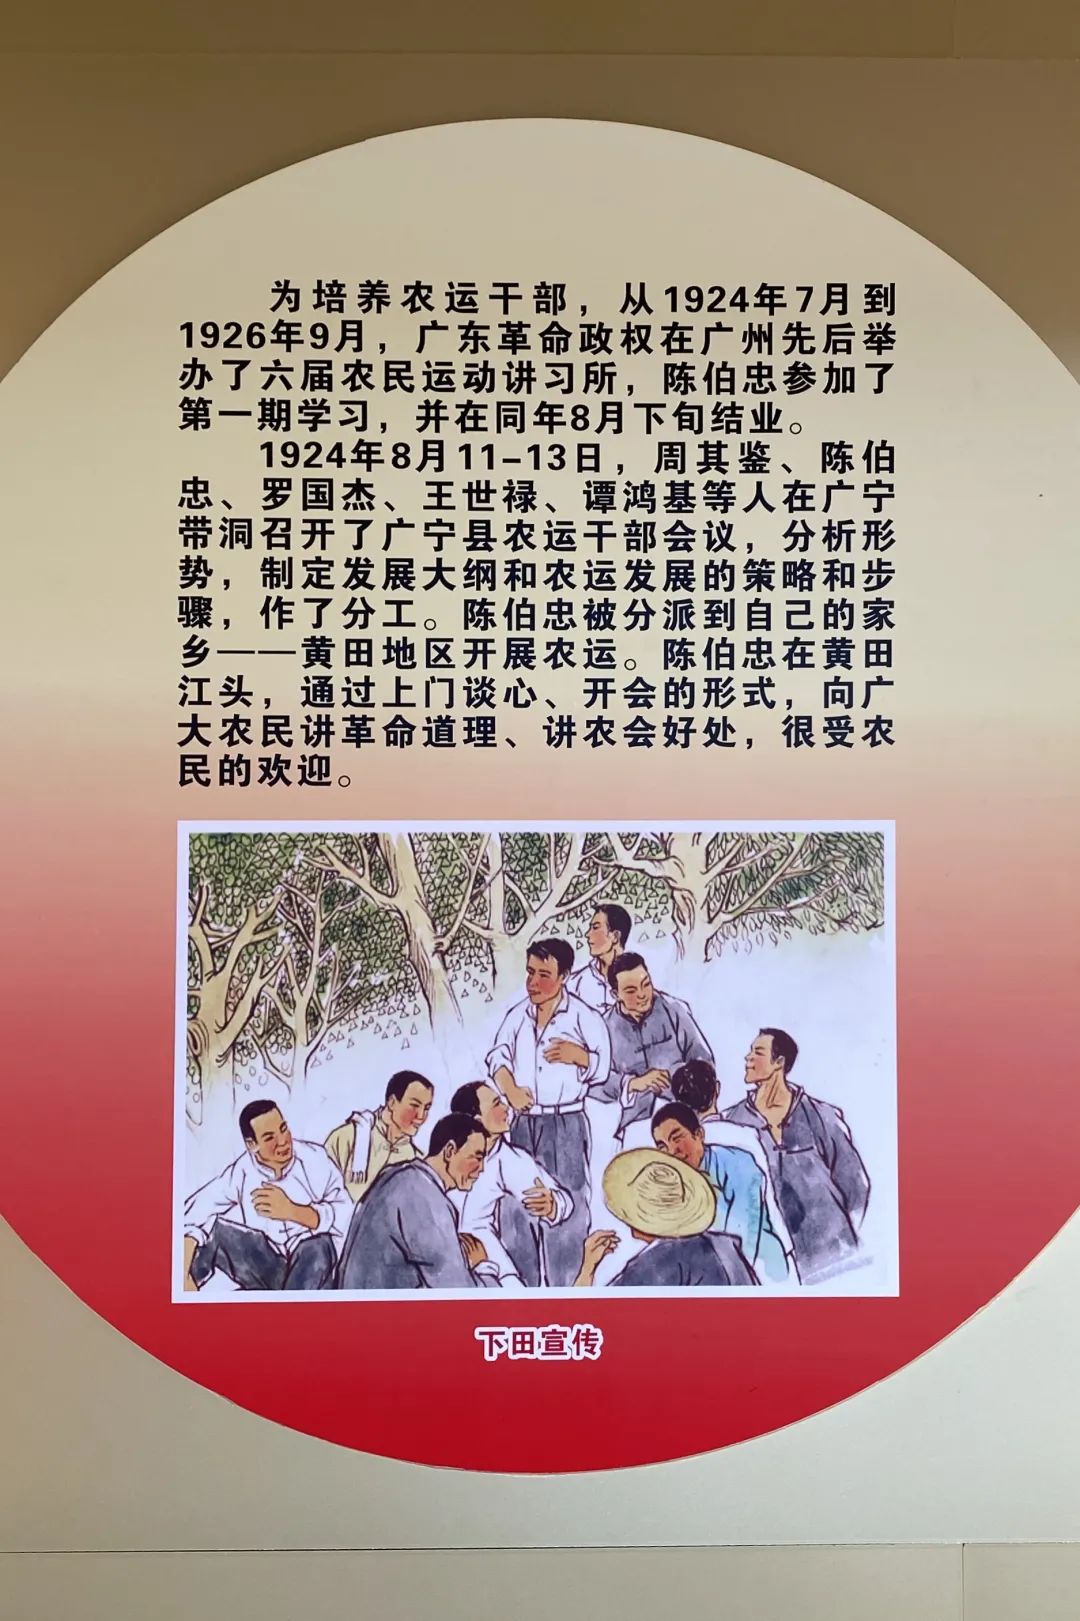 为培养农运干部，从1924年7月到
1926年9月，广东革命政权在广州先后举
办了六届农民运动讲习所，陈伯忠参加了
第一期学习，并在同年8月下旬结业。
1924年8月11-13日，周其鉴、陈伯
忠、罗国杰、王世禄、谭鸿基等人在广宁
带洞召开了广宁县农运干部会议，分析形
势，制定发展大纲和农运发展的策略和步
骤，作了分工。陈伯忠被分派到自己的家
乡——黄田地区开展农运。陈伯忠在黄田
江头，通过上门谈心、开会的形式，向广
大农民讲革命道理、讲农会好处，很受农
民的欢迎。
下田宣传